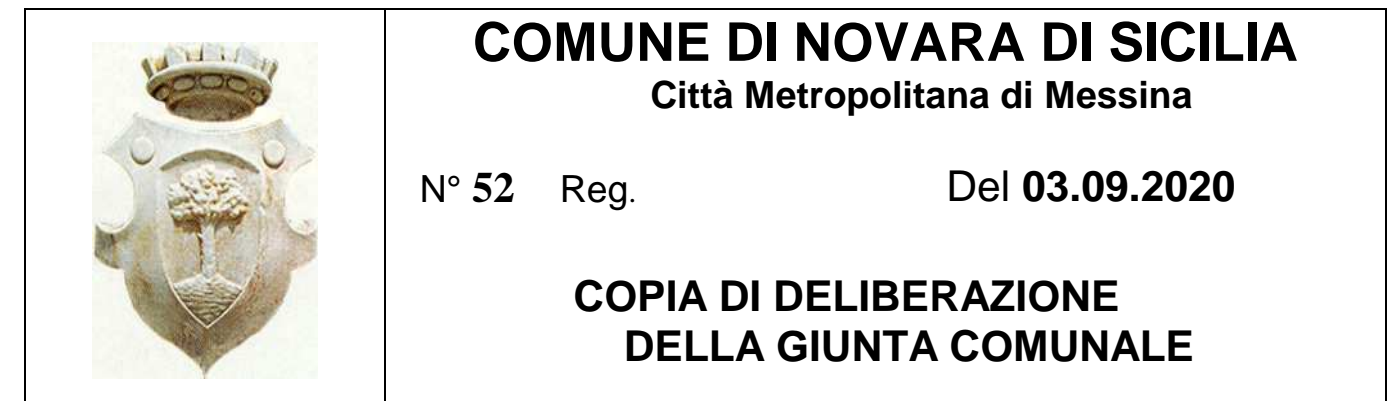 COMUNE DI NOVARA DI SICILIA
Città Metropolitana di Messina
N° 52 Reg. Del 03.09.2020
COPIA DI DELIBERAZIONE
DELLA GIUNTA COMUNALE